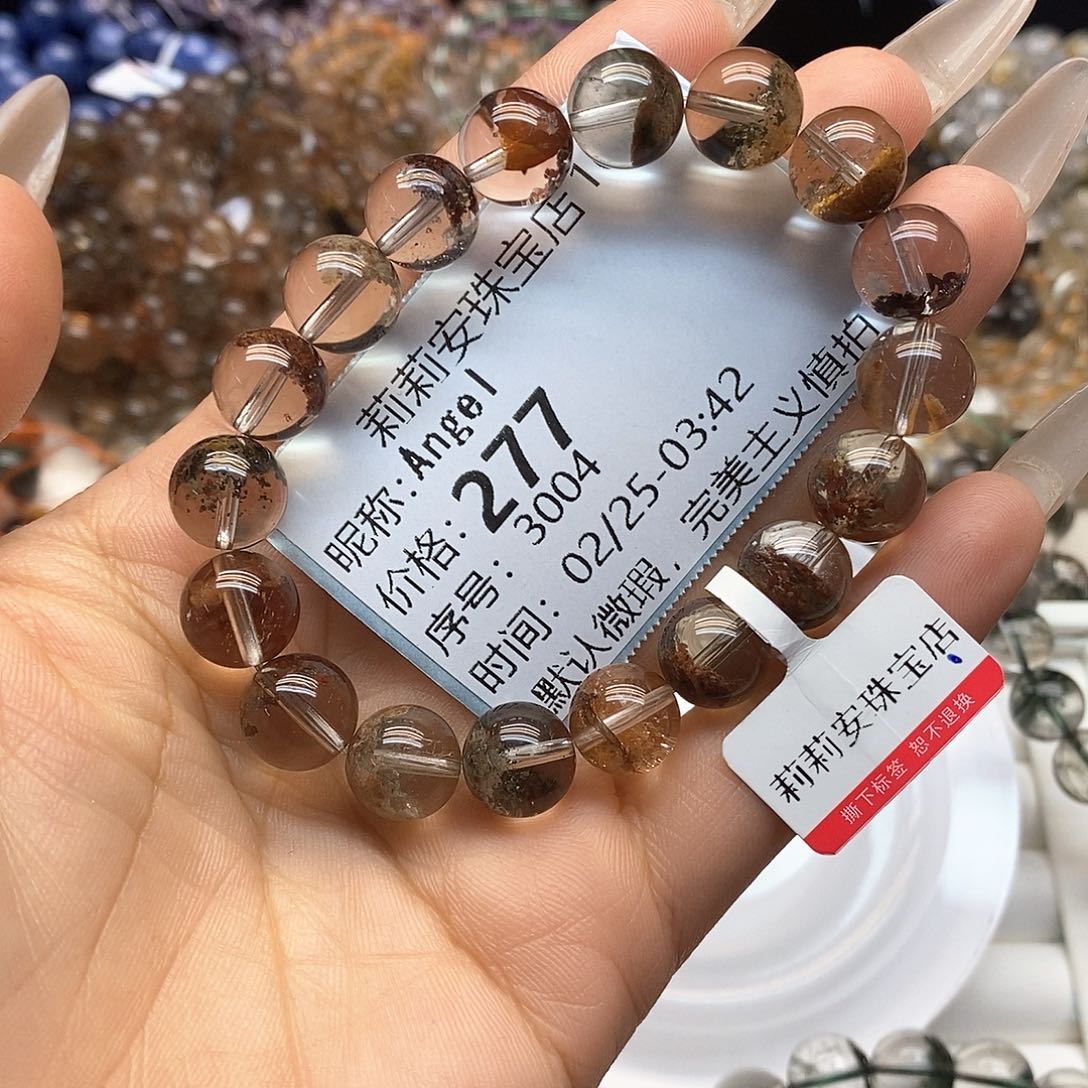 莉莉安珠宝店1
昵称:Angel
价格: 277
序号: 3004
时间: 02/25-03:42
默认微瑕, 完美主义慎拍
莉莉安珠宝店
撕下标签 恕不退换